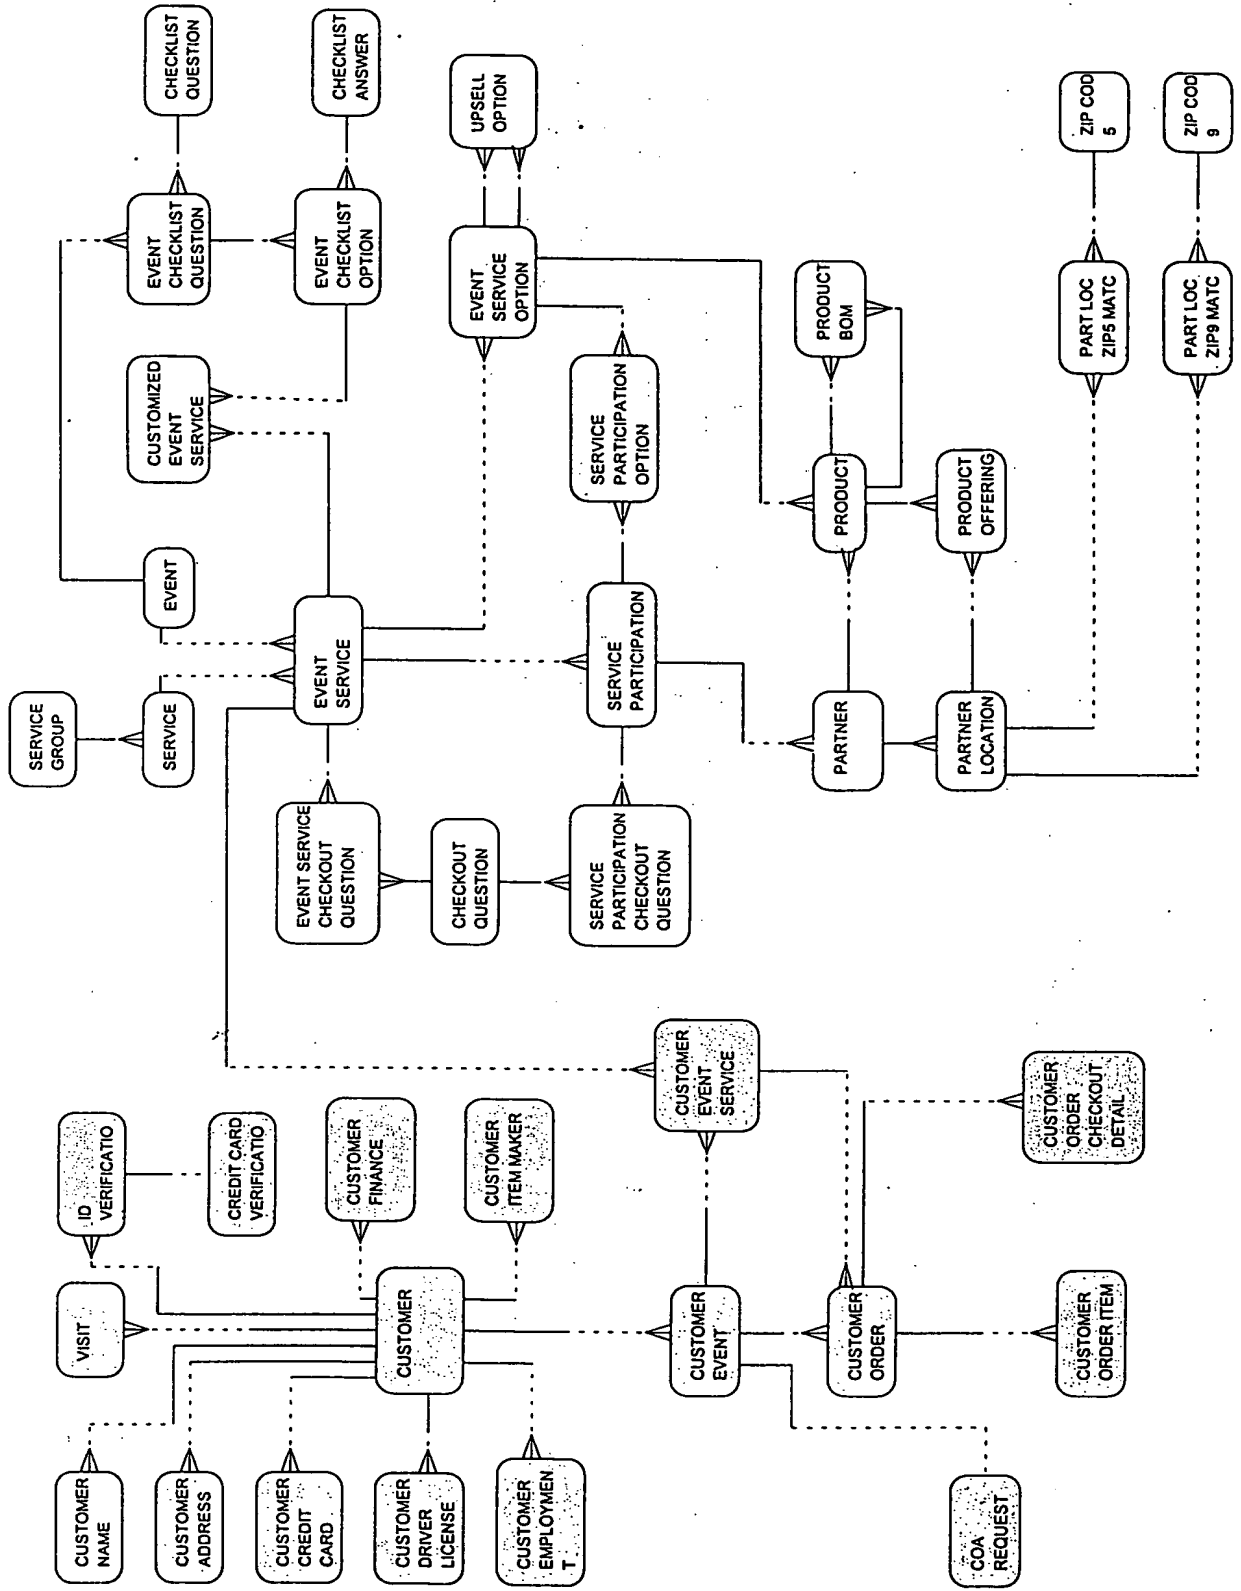 CUSTOMER
NAME
CUSTOMER
ADDRESS
CUSTOMER
CREDIT
CARD
CUSTOMER
DRIVER
LICENSE
CUSTOMER
EMPLOYMEN
T
VISIT
ID
VERIFICATIO
CREDIT CARD
VERIFICATIO
CUSTOMER
CUSTOMER
FINANCE
CUSTOMER
ITEM MAKER
CUSTOMER
EVENT
CUSTOMER
EVENT
SERVICE
CUSTOMER
ORDER
COA
REQUEST
CUSTOMER
ORDER ITEM
CUSTOMER
ORDER
CHECKOUT
DETAIL
SERVICE
GROUP
SERVICE
EVENT
CUSTOMIZED
EVENT
SERVICE
EVENT
CHECKLIST
QUESTION
CHECKLIST
QUESTION
EVENT
CHECKLIST
OPTION
CHECKLIST
ANSWER
EVENT SERVICE
CHECKOUT
QUESTION
EVENT
SERVICE
CHECKOUT
QUESTION
EVENT
SERVICE
OPTION
UPSELL
OPTION
SERVICE
PARTICIPATION
CHECKOUT
QUESTION
SERVICE
PARTICIPATION
SERVICE
PARTICIPATION
OPTION
PARTNER
PRODUCT
PRODUCT
BOM
PARTNER
LOCATION
PRODUCT
OFFERING
PART LOC
ZIP5 MATC
ZIP COD
5
PART LOC
ZIP9 MATC
ZIP COD
9